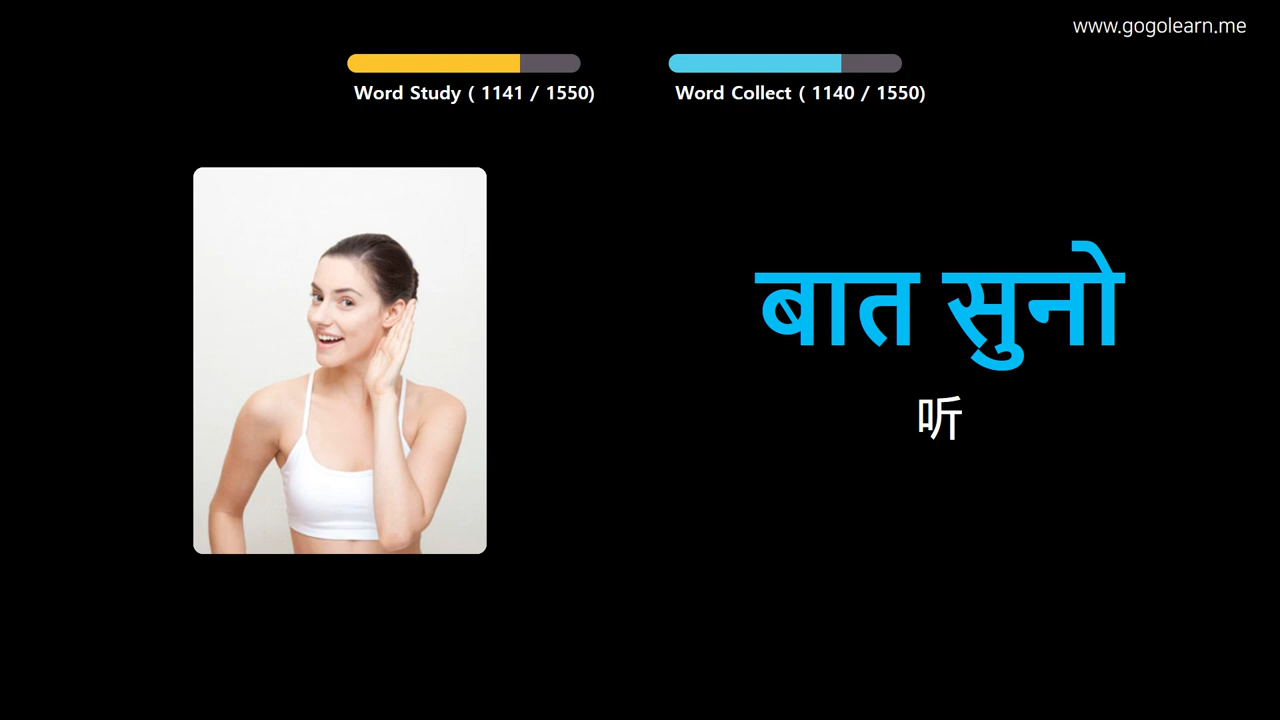 www.gogolearn.me
Word Study ( 1141 / 1550)
Word Collect ( 1140 / 1550)
बात सुनो
听